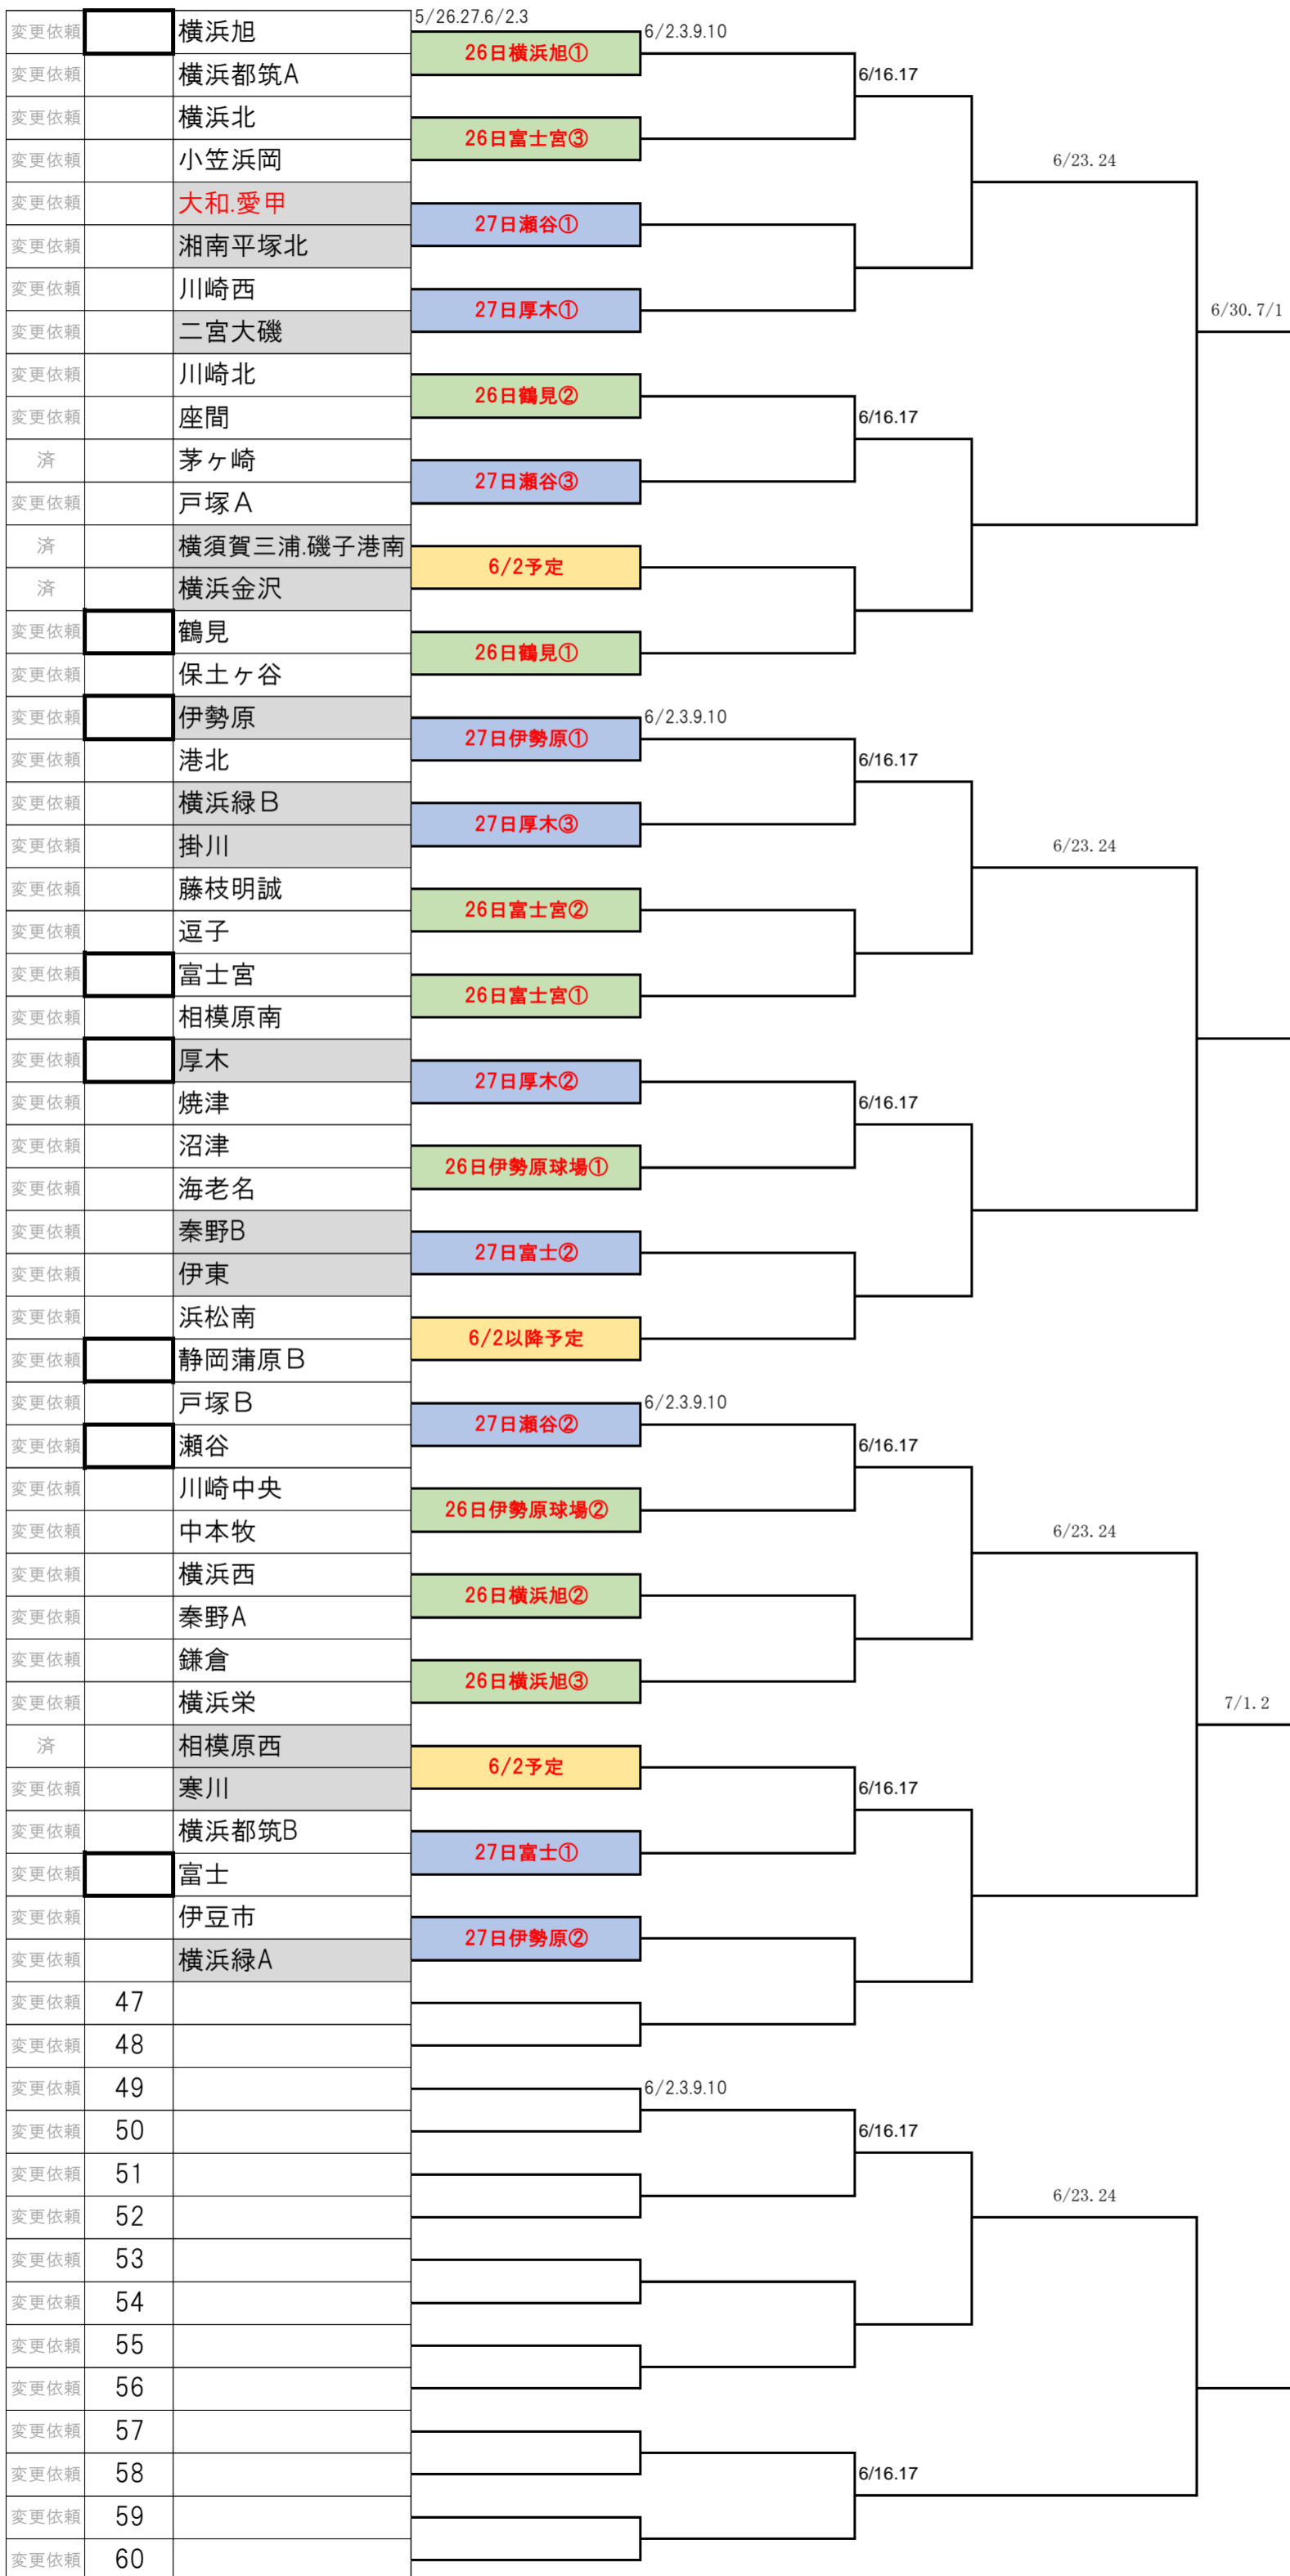 5/26.27.6/2.3
変更依頼 横浜旭 6/2.3.9.10
26日横浜旭①
変更依頼 横浜都筑A 6/16.17
変更依頼 横浜北
26日富士宮③
変更依頼 小笠浜岡 6/23.24
変更依頼 大和.愛甲
27日瀬谷①
変更依頼 湘南平塚北
変更依頼 川崎西
27日厚木① 6/30.7/1
変更依頼 二宮大磯
変更依頼 川崎北
26日鶴見②
変更依頼 座間 6/16.17
済 茅ヶ崎
27日瀬谷③
変更依頼 戸塚A
済 横須賀三浦.磯子港南
6/2予定
済 横浜金沢
変更依頼 鶴見
26日鶴見①
変更依頼 保土ヶ谷
変更依頼 伊勢原 6/2.3.9.10
27日伊勢原①
変更依頼 港北 6/16.17
変更依頼 横浜緑B
27日厚木③
変更依頼 掛川 6/23.24
変更依頼 藤枝明誠
26日富士宮②
変更依頼 逗子
変更依頼 富士宮
26日富士宮①
変更依頼 相模原南
変更依頼 厚木
27日厚木②
変更依頼 焼津 6/16.17
変更依頼 沼津
26日伊勢原球場①
変更依頼 海老名
変更依頼 秦野B
27日富士②
変更依頼 伊東
変更依頼 浜松南
6/2以降予定
変更依頼 静岡蒲原B
変更依頼 戸塚B 6/2.3.9.10
27日瀬谷②
変更依頼 瀬谷 6/16.17
変更依頼 川崎中央
26日伊勢原球場②
変更依頼 中本牧 6/23.24
変更依頼 横浜西
26日横浜旭②
変更依頼 秦野A
変更依頼 鎌倉
26日横浜旭③
変更依頼 横浜栄 7/1.2
済 相模原西
6/2予定
変更依頼 寒川 6/16.17
変更依頼 横浜都筑B
27日富士①
変更依頼 富士
変更依頼 伊豆市
27日伊勢原②
変更依頼 横浜緑A
変更依頼 47
変更依頼 48
変更依頼 49 6/2.3.9.10
変更依頼 50 6/16.17
変更依頼 51
変更依頼 52 6/23.24
変更依頼 53
変更依頼 54
変更依頼 55
変更依頼 56
変更依頼 57
変更依頼 58 6/16.17
変更依頼 59
変更依頼 60